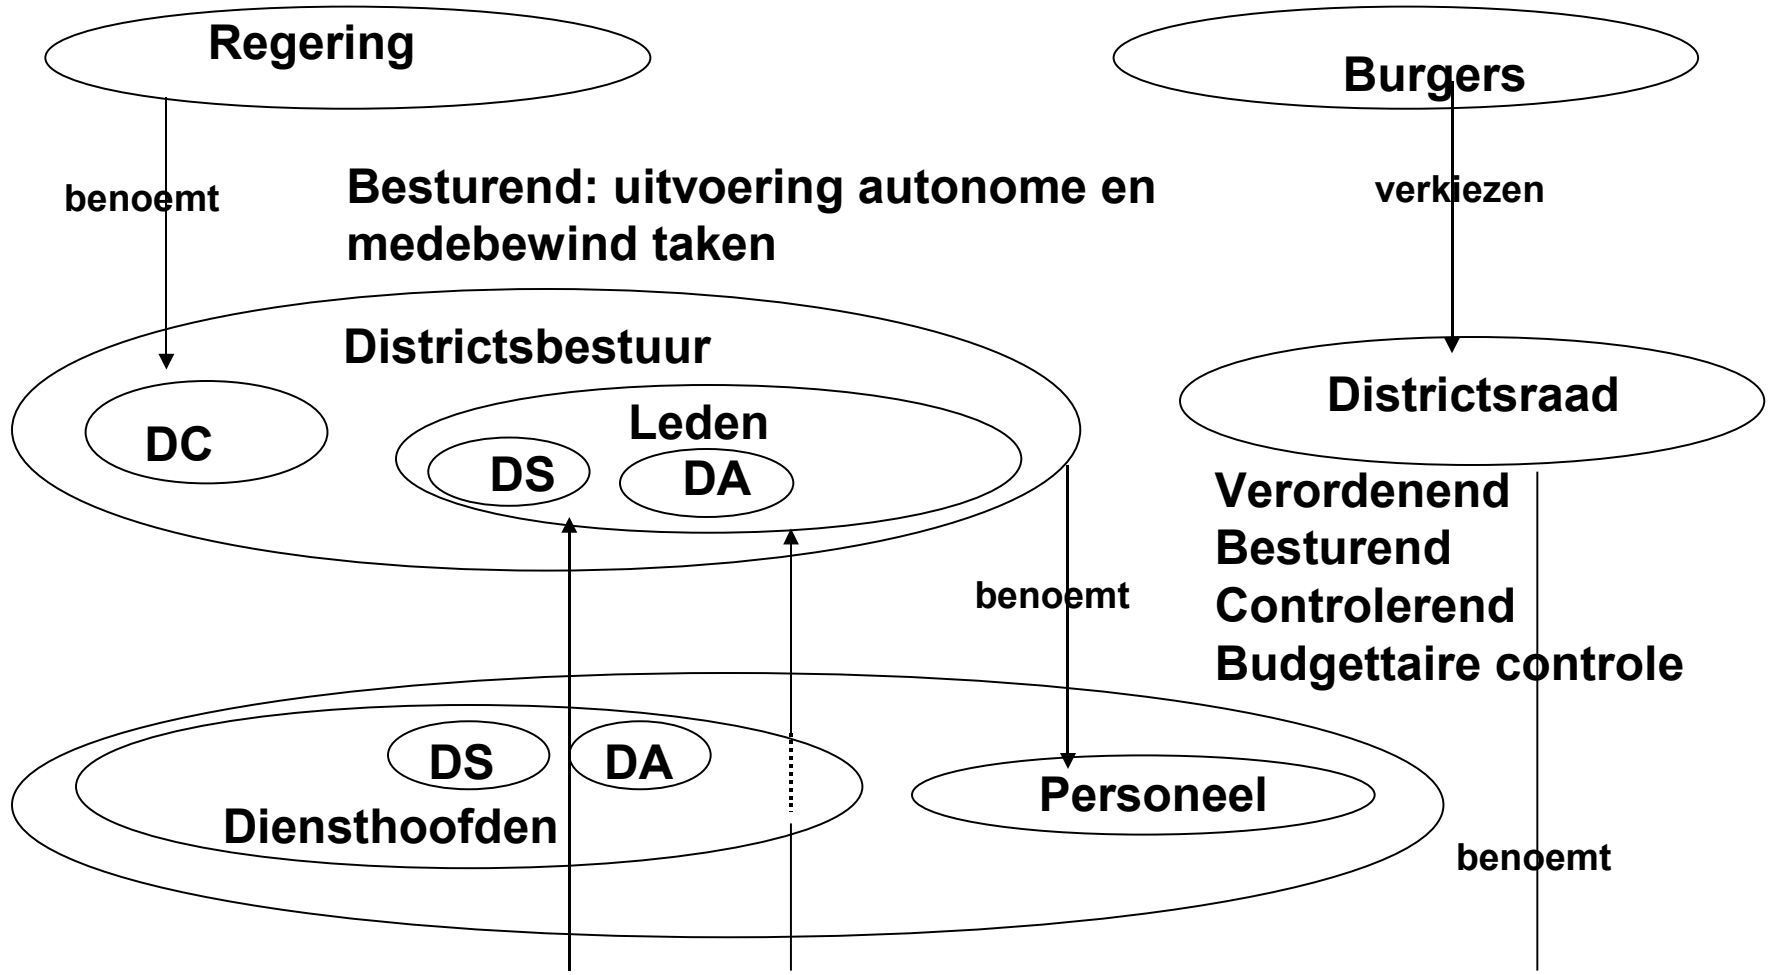 Regering
Burgers
benoemt
Besturend: uitvoering autonome en
medebewind taken
verkiezen
Districtsbestuur
Districtsraad
DC
Leden
DS
DA
Verordenend
Besturend
Controlerend
Budgettaire controle
benoemt
DS
DA
Diensthoofden
Personeel
benoemt